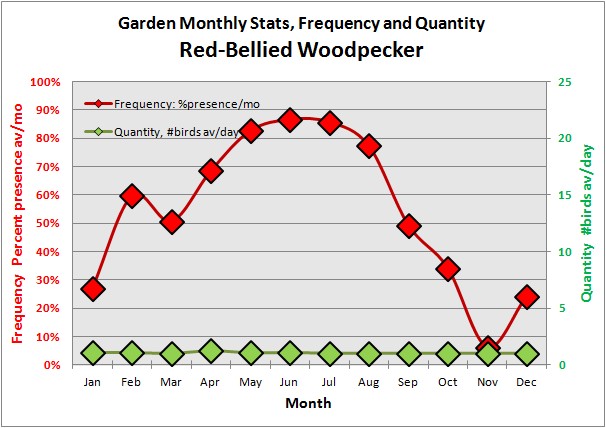 Garden Monthly Stats, Frequency and Quantity
Red-Bellied Woodpecker
Frequency Percent presence av/mo
100%
90%
80%
70%
60%
50%
40%
30%
20%
10%
0%
Frequency: %presence/mo
Quantity, #birds av/day
25
20
15
10
5
0
Quantity #birds av/day
Jan Feb Mar Apr May Jun Jul Aug Sep Oct Nov Dec
Month